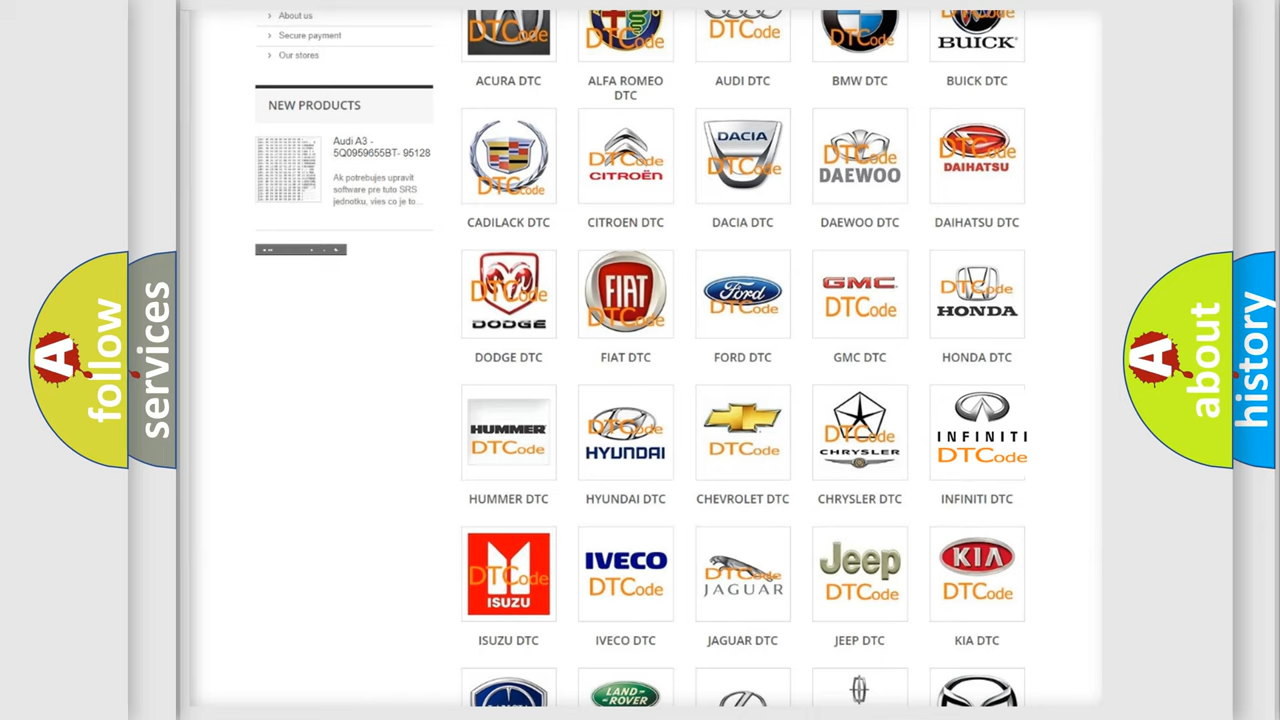 About us
Secure payment
Our stores
NEW PRODUCTS
Audi A3 -
5Q0959655BT- 95128
Ak potrebujes upravit
software pre tuto SRS
jednotku, vies co je to...
DTCode
DTCode
DTCode
DTCode
BUICK
ACURA DTC
ALFA ROMEO
DTC
AUDI DTC
BMW DTC
BUICK DTC
DTCode
DTCode
CITROËN
DACIA
DTCode
DTCode
DAEWOO
DTCode
DAIHATSU
CADILACK DTC
CITROEN DTC
DACIA DTC
DAEWOO DTC
DAIHATSU DTC
DTCode
DODGE
FIAT
DTCode
Ford
DTCode
GMC
DTCode
DTCode
HONDA
DODGE DTC
FIAT DTC
FORD DTC
GMC DTC
HONDA DTC
HUMMER
DTCode
DTCode
HYUNDAI
DTCode
DTCode
CHRYSLER
INFINITI
DTCode
HUMMER DTC
HYUNDAI DTC
CHEVROLET DTC
CHRYSLER DTC
INFINITI DTC
DTCode
ISUZU
IVECO
DTCode
DTCode
JAGUAR
Jeep
DTCode
KIA
DTCode
ISUZU DTC
IVECO DTC
JAGUAR DTC
JEEP DTC
KIA DTC
LAND-
ROVER
A
follow
services
A
about
history